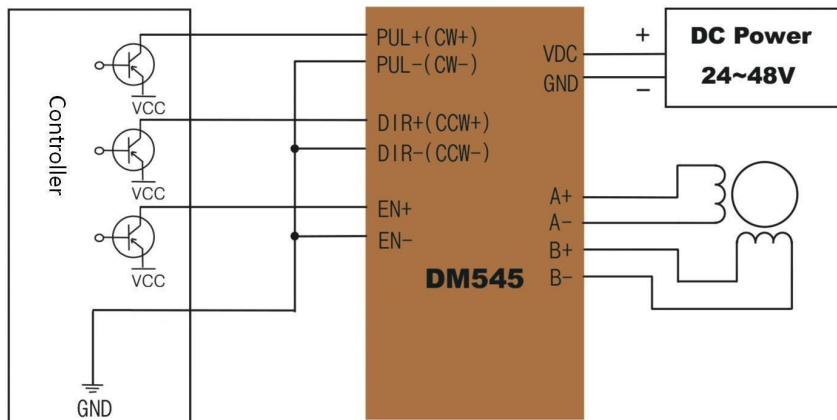 Controller
VCC
VCC
VCC
GND
PUL+(CW+)
PUL-(CW-)
DIR+(CCW+)
DIR-(CCW-)
EN+
EN-
DM545
VDC
GND
A+
A-
B+
B-
+
−
DC Power
24~48V